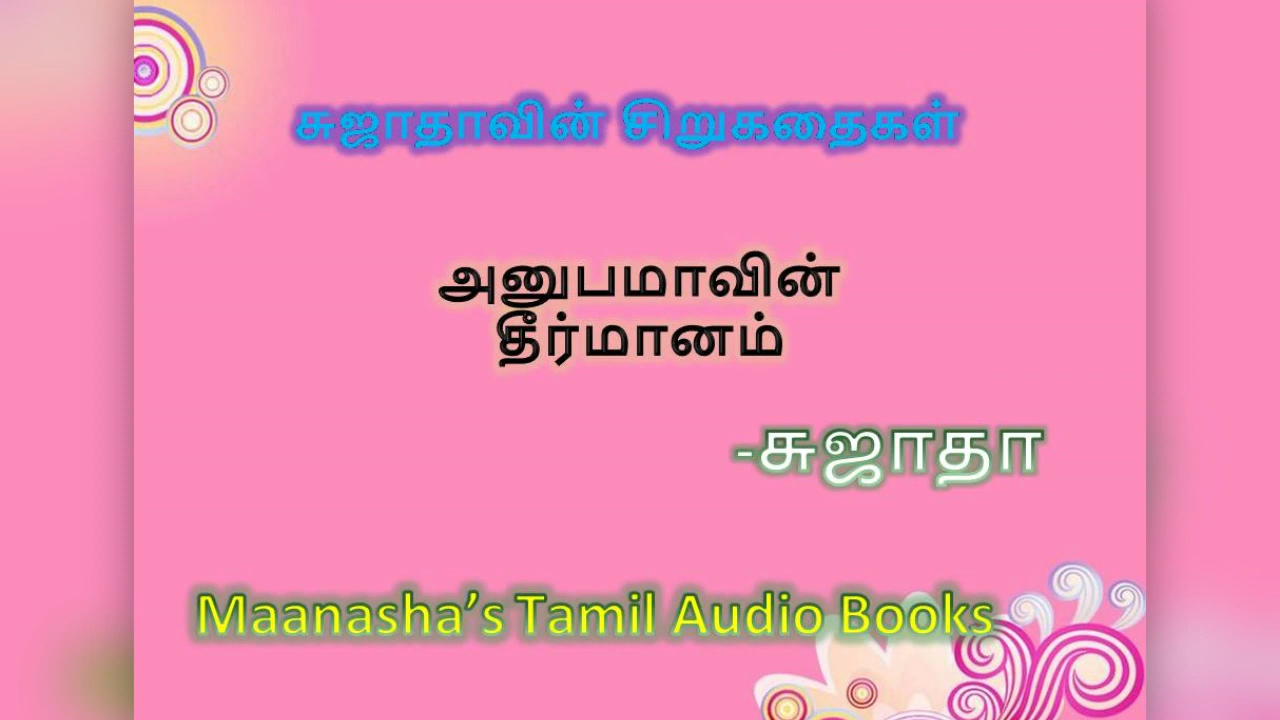 சுஜாதாவின் சிறுகதைகள்
அனுபமாவின்
தீர்மானம்
-சுஜாதா
Maanasha’s Tamil Audio Books